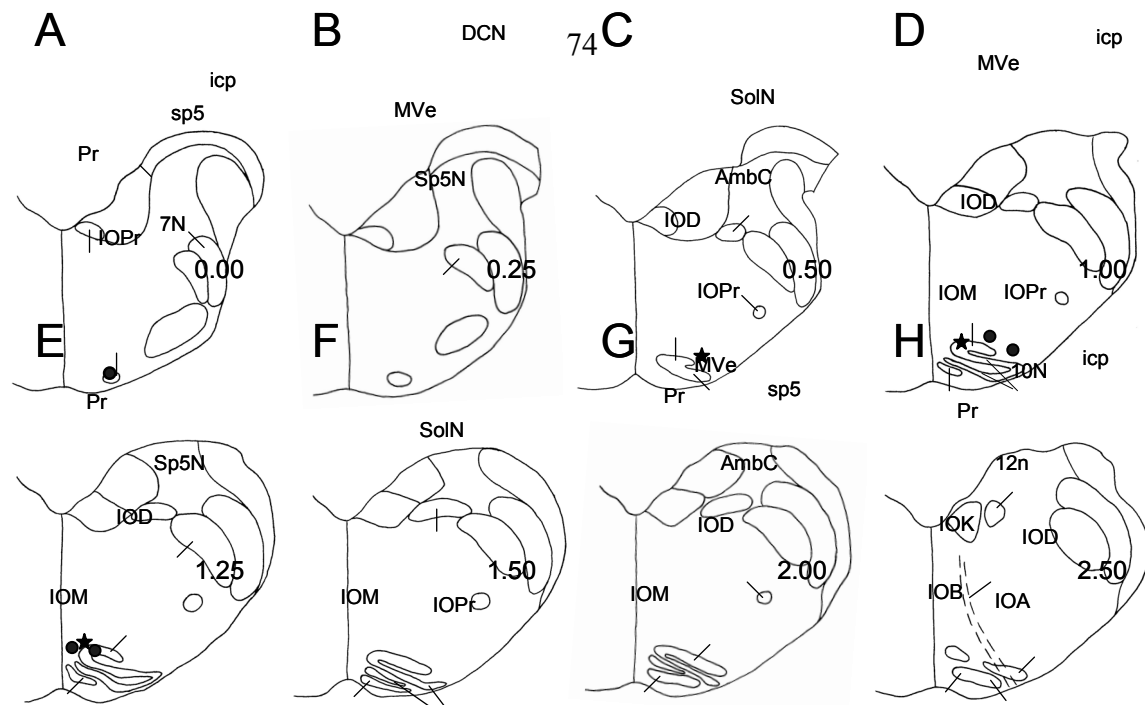 A
B
DCN
74
C
D
icp
MVe
icp
sp5
MVe
SolN
Pr
Sp5N
AmbC
IOD
IOD
7N
IOPr
0.00
0.25
0.50
1.00
IOPr
IOM
IOPr
E
F
G
H
MVe
10N
icp
Pr
Pr
sp5
Pr
SolN
Sp5N
AmbC
12n
IOD
IOD
IOK
IOD
1.25
1.50
2.00
2.50
IOM
IOM
IOPr
IOM
IOB
IOA